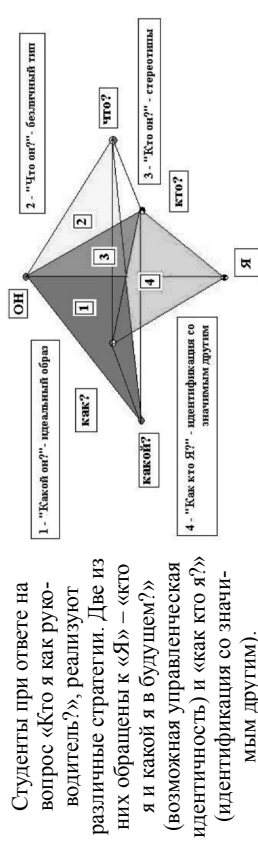 Студенты при ответе на
вопрос «Кто я как руко-
водитель?», реализуют
различные стратегии. Две из
них обращены к «Я» – «кто
я и какой я в будущем?»
(возможная управленческая
идентичность) и «как кто я?»
(идентификация со значи-
мым другим).
1 - "Какой он?"- идеальный образ
ОН
2 - "Что он?"- безличный тип
как?
что?
1
2
3
4
какой?
кто?
3 - "Кто он?" - стереотипы
4 - "Как кто Я?" - идентификация со
значимым другим
Я